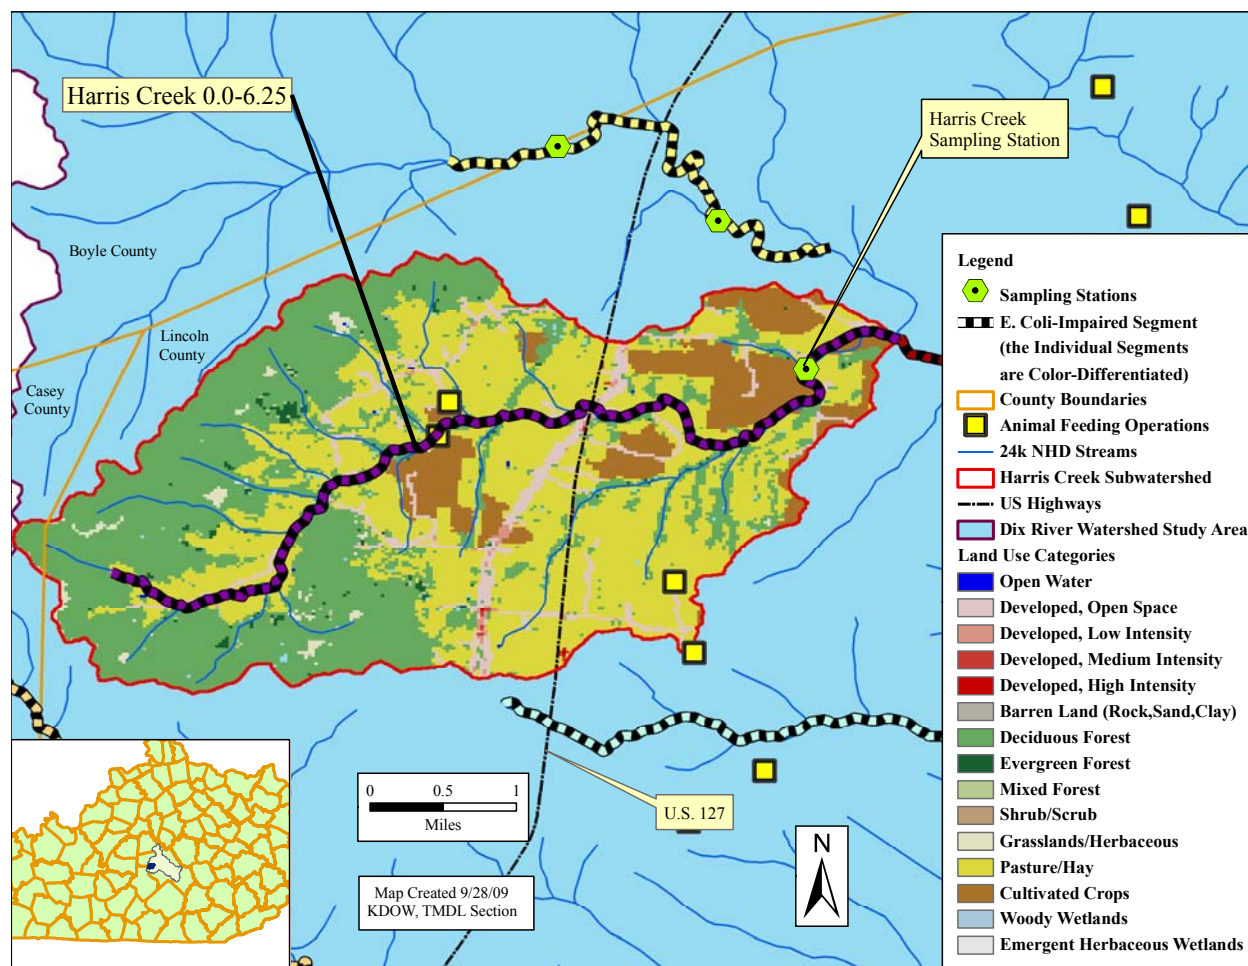 Harris Creek 0.0-6.25
Harris Creek
Sampling Station
Boyle County
Lincoln
County
Casey
County
U.S. 127
0 0.5 1
Miles
Map Created 9/28/09
KDOW, TMDL Section
N
Legend
Sampling Stations
E. Coli-Impaired Segment
(the Individual Segments
are Color-Differentiated)
County Boundaries
Animal Feeding Operations
24k NHD Streams
Harris Creek Subwatershed
US Highways
Dix River Watershed Study Area
Land Use Categories
Open Water
Developed, Open Space
Developed, Low Intensity
Developed, Medium Intensity
Developed, High Intensity
Barren Land (Rock,Sand,Clay)
Deciduous Forest
Evergreen Forest
Mixed Forest
Shrub/Scrub
Grasslands/Herbaceous
Pasture/Hay
Cultivated Crops
Woody Wetlands
Emergent Herbaceous Wetlands